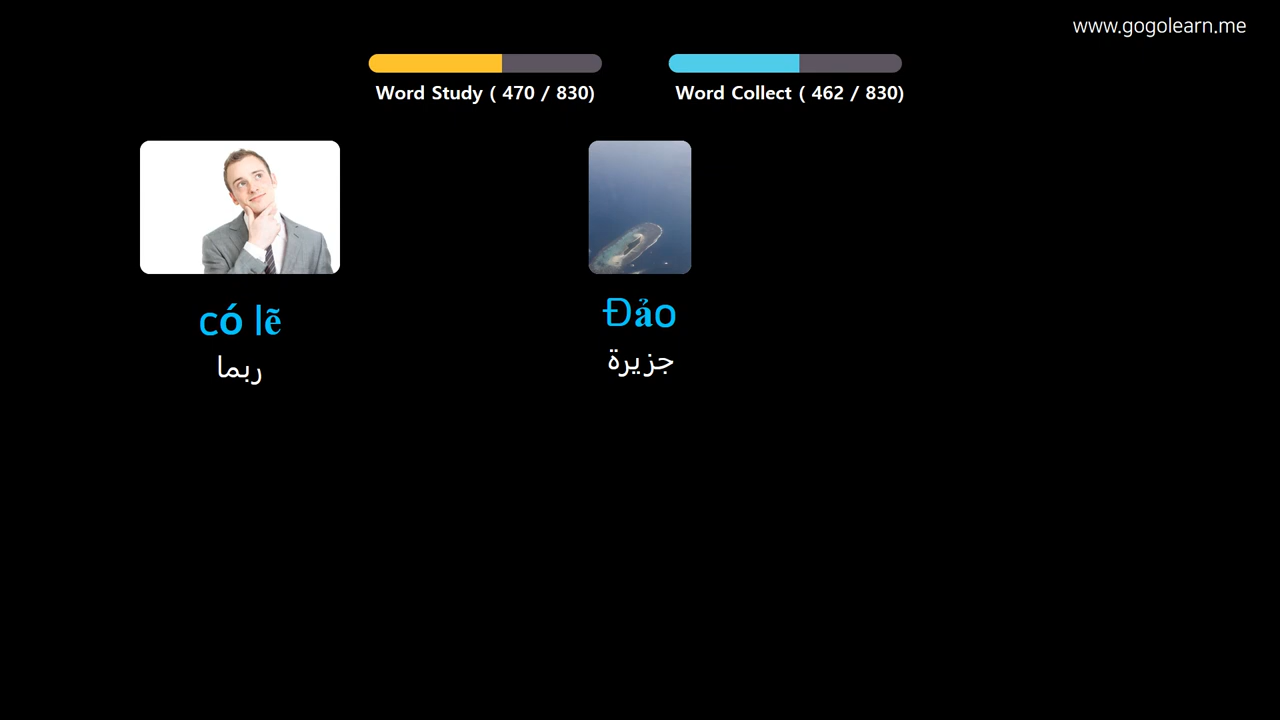 www.gogolearn.me
Word Study ( 470 / 830)
Word Collect ( 462 / 830)
có lẽ
ربما
Đảo
جزيرة